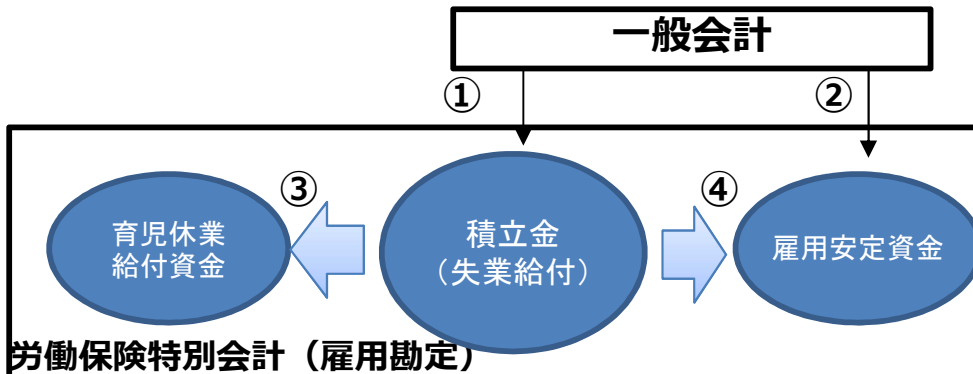 一般会計
①
②
③
④
育児休業
給付資金
積立金
（失業給付）
雇用安定資金
労働保険特別会計（雇用勘定）